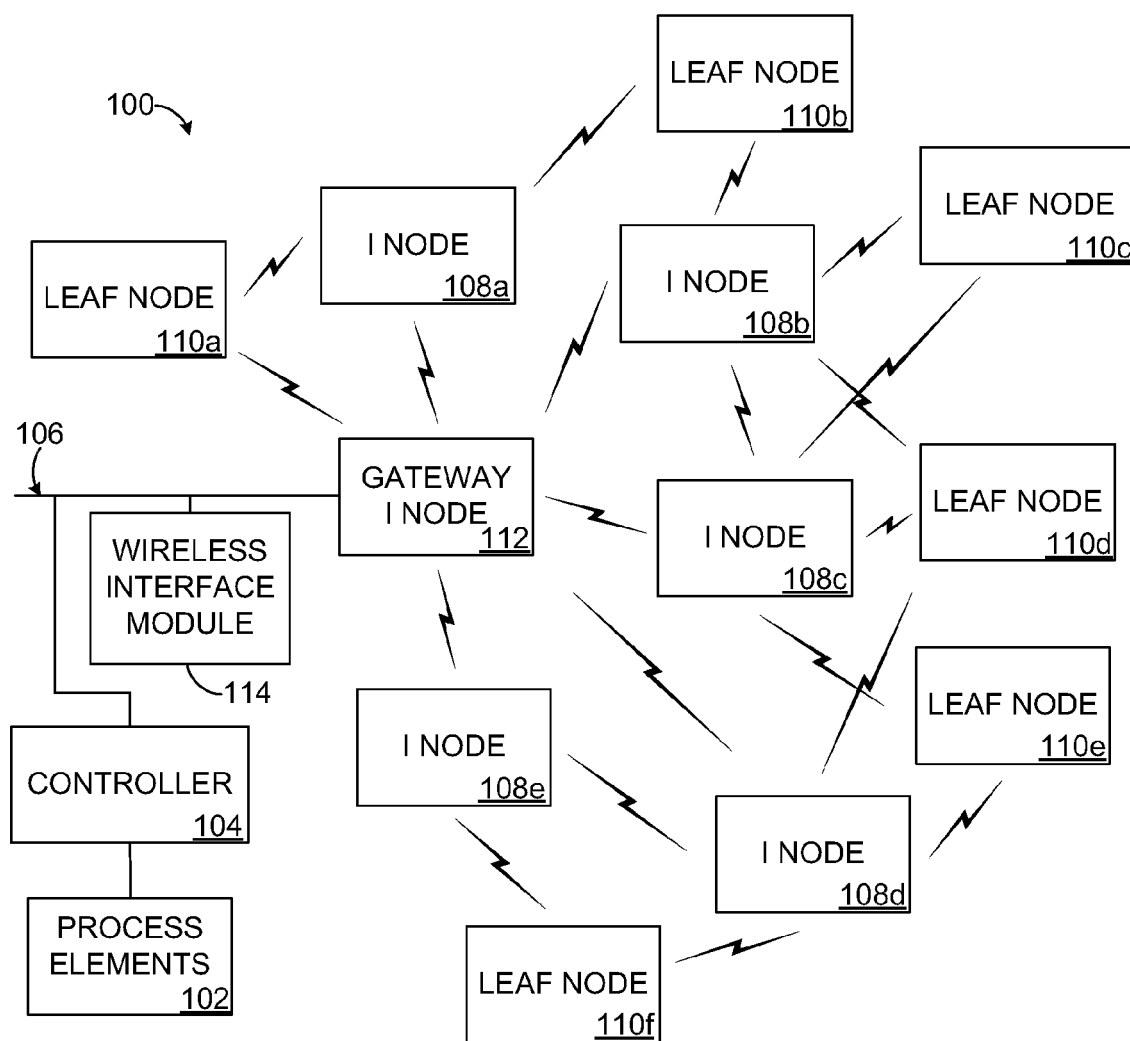 LEAF NODE
110b
100
I NODE
108a
LEAF NODE
110c
LEAF NODE
110a
I NODE
108b
106
GATEWAY
I NODE
112
LEAF NODE
110d
WIRELESS
INTERFACE
MODULE
114
I NODE
108c
LEAF NODE
110e
I NODE
108e
CONTROLLER
104
I NODE
108d
PROCESS
ELEMENTS
102
LEAF NODE
110f